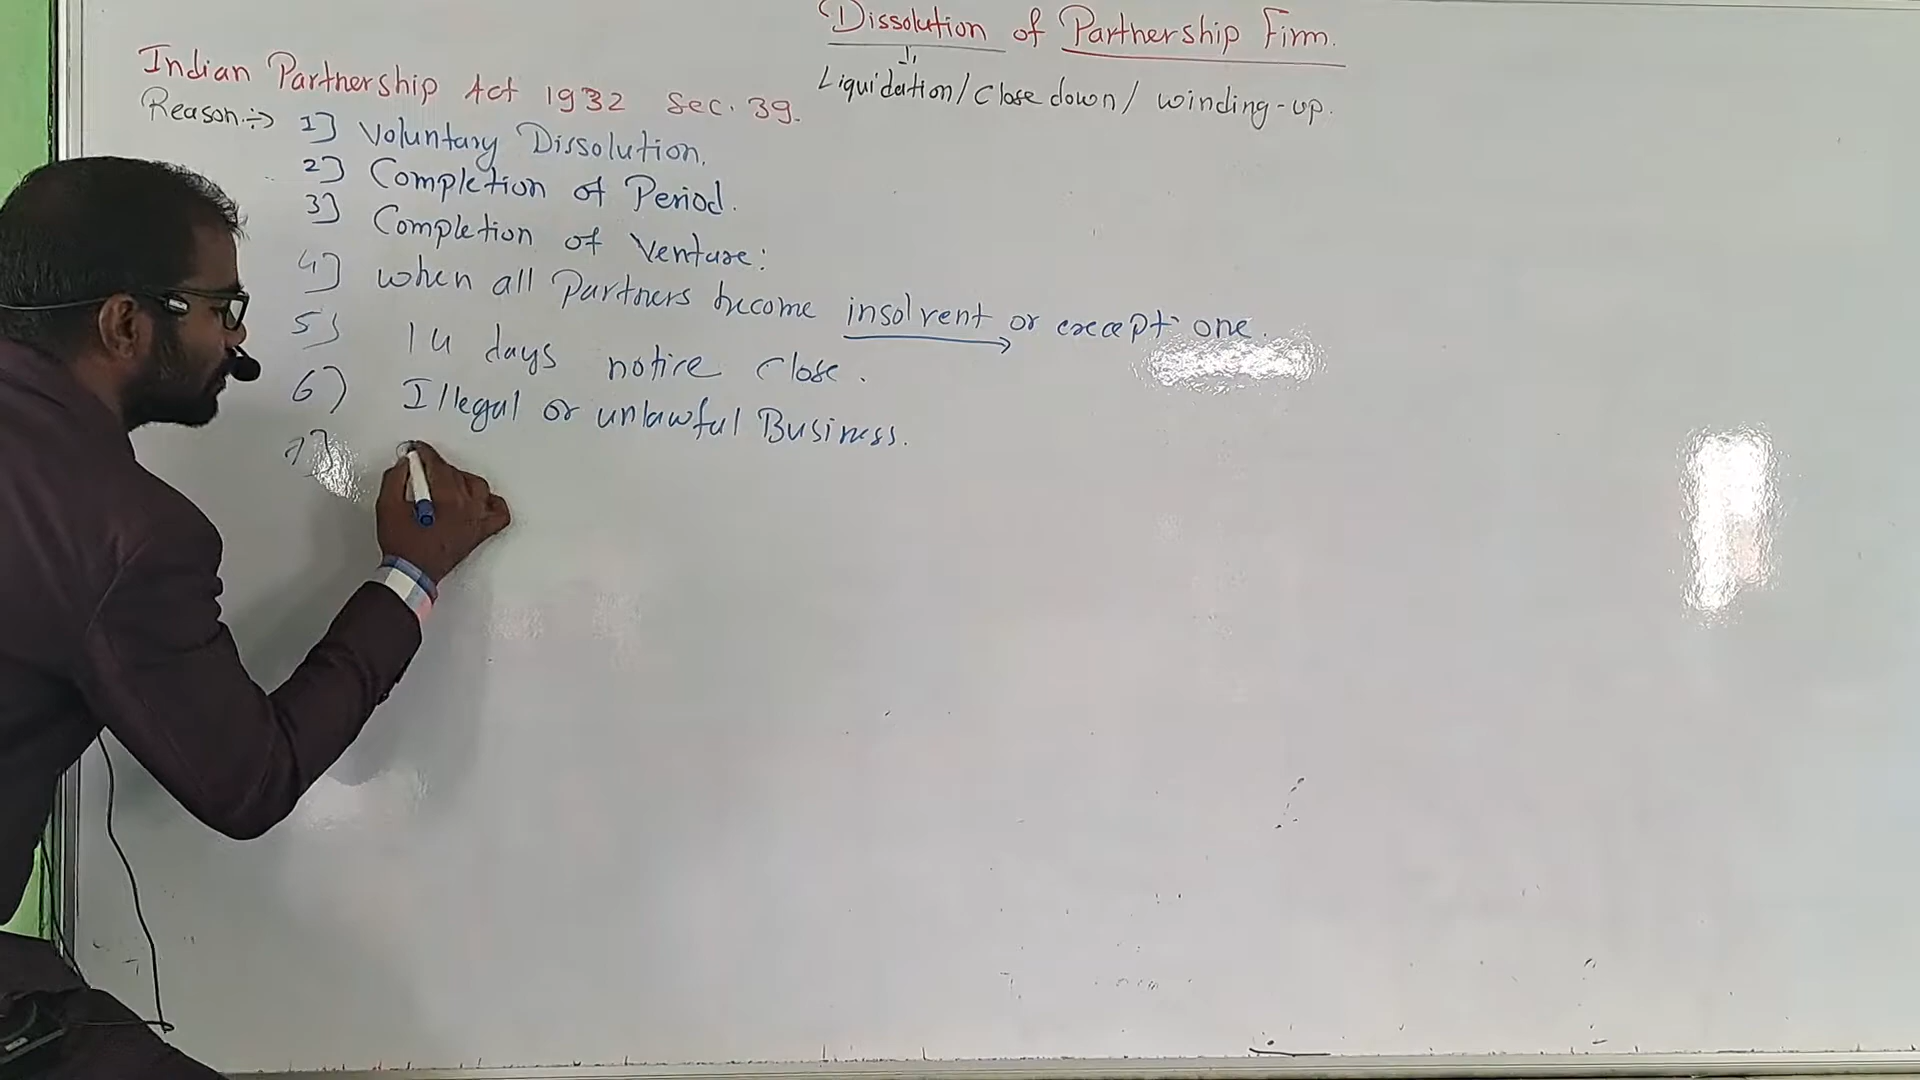 Dissolution of Partnership Firm.
Liquidation/Close down/ winding-up.
Indian Partnership Act 1932 Sec. 39.
Reason:->
1] Voluntary Dissolution.
2] Completion of Period.
3] Completion of Venture:
4] when all Partners become insolvent or except one.
5) 14 days notice close.
6) Illegal or unlawful Business.
7]